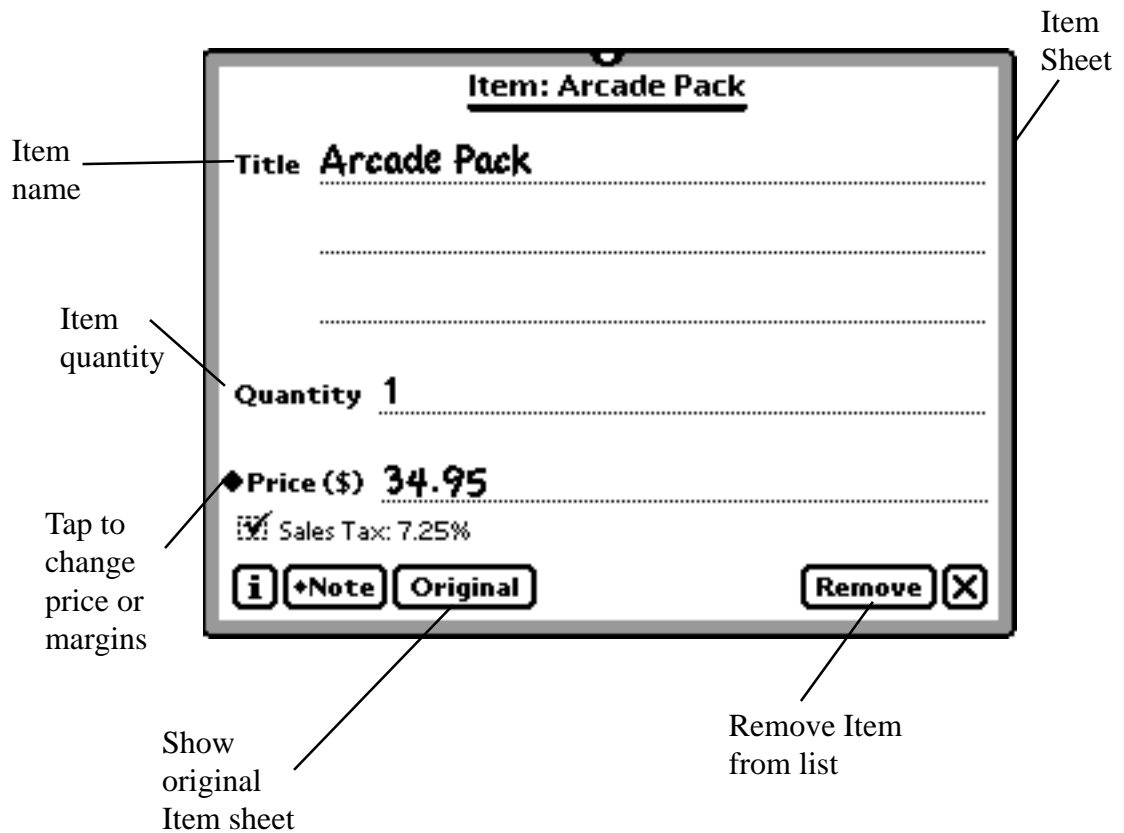 Item
Sheet
Item: Arcade Pack
Item
name
Title Arcade Pack
Item
quantity
Quantity 1
Price ($) 34.95
Sales Tax: 7.25%
Tap to
change
price or
margins
i Note Original Remove X
Show
original
Item sheet
Remove Item
from list